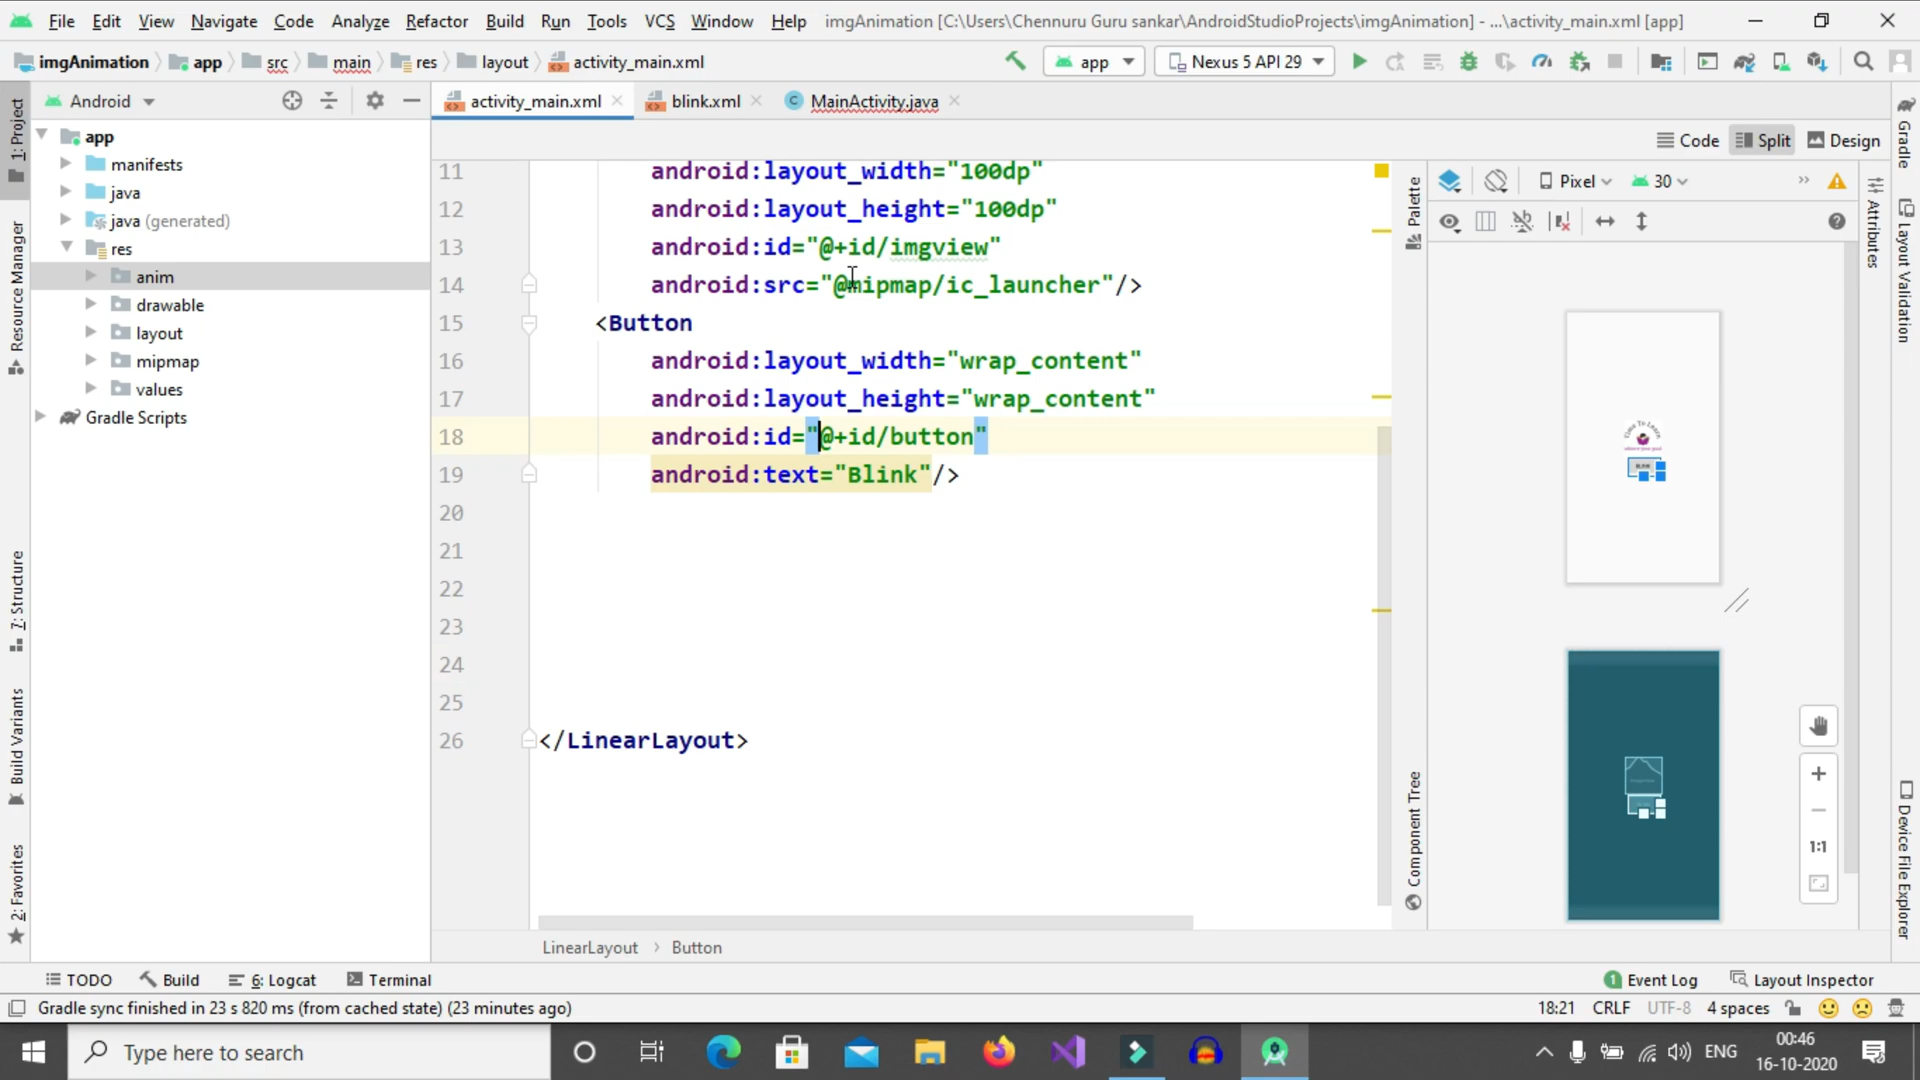 File Edit View Navigate Code Analyze Refactor Build Run Tools VCS Window Help imgAnimation [C:\Users\Chennuru Guru sankar\AndroidStudioProjects\imgAnimation] - ...\activity_main.xml [app]
imgAnimation app src main res layout activity_main.xml app Nexus 5 API 29
Android activity_main.xml blink.xml MainActivity.java
Code Split Design
1: Project
Resource Manager
7: Structure
Build Variants
2: Favorites
app
manifests
java
java (generated)
res
anim
drawable
layout
mipmap
values
Gradle Scripts
11 android:layout_width="100dp"
12 android:layout_height="100dp"
13 android:id="@+id/imgview"
14 android:src="@mipmap/ic_launcher"/>
15 <Button
16 android:layout_width="wrap_content"
17 android:layout_height="wrap_content"
18 android:id="@+id/button"
19 android:text="Blink"/>
20
21
22
23
24
25
26 </LinearLayout>
LinearLayout › Button
Palette
Component Tree
Pixel 30
1:1
Attributes
Gradle
Layout Validation
Device File Explorer
TODO Build 6: Logcat Terminal 1 Event Log Layout Inspector
Gradle sync finished in 23 s 820 ms (from cached state) (23 minutes ago) 18:21 CRLF UTF-8 4 spaces
Type here to search ENG 00:46
16-10-2020